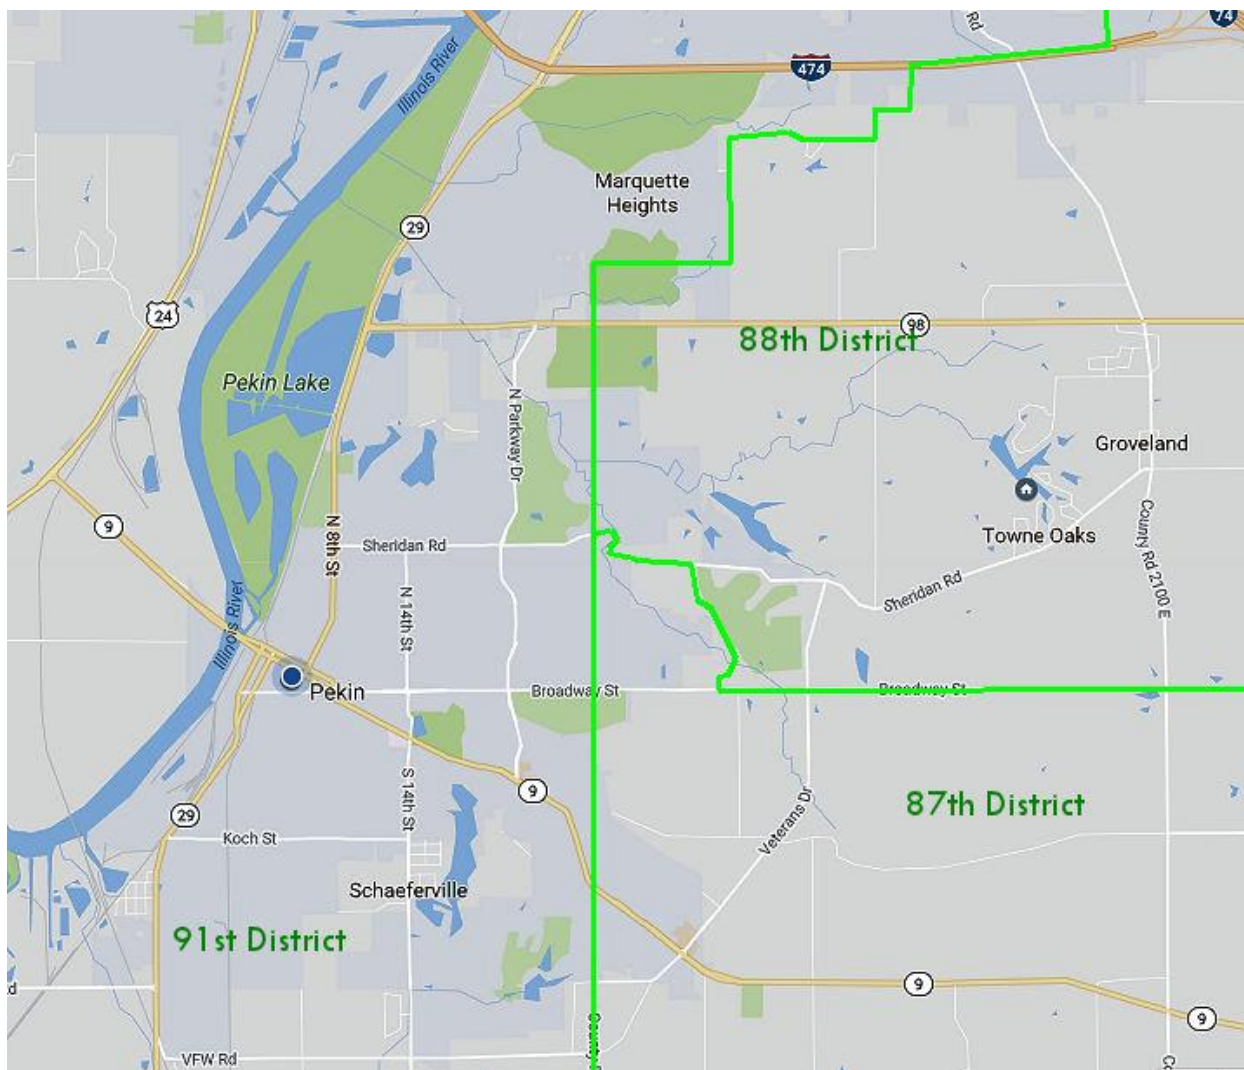 Rd
74
Illinois River
474
Marquette
Heights
29
24
98
88th District
Pekin Lake
N Parkway Dr
Groveland
9
N 8th St
Sheridan Rd
Towne Oaks
County Rd 2100 E
Illinois River
N 14th St
Sheridan Rd
Pekin
Broadway St
Broadway St
S 14th St
9
87th District
29
Veterans Dr
Koch St
Schaeferville
91st District
9
9
VFW Rd